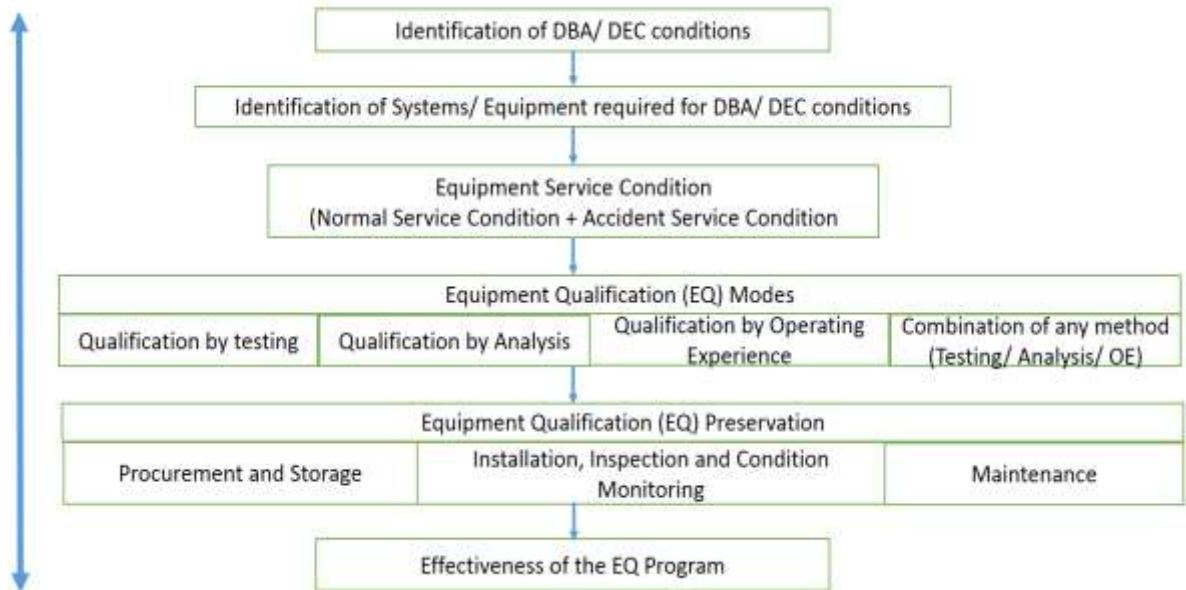 Identification of DBA/ DEC conditions
Identification of Systems/ Equipment required for DBA/ DEC conditions
Equipment Service Condition
(Normal Service Condition + Accident Service Condition
Equipment Qualification (EQ) Modes
Qualification by testing
Qualification by Analysis
Qualification by Operating
Experience
Combination of any method
(Testing/ Analysis/ OE)
Equipment Qualification (EQ) Preservation
Procurement and Storage
Installation, Inspection and Condition
Monitoring
Maintenance
Effectiveness of the EQ Program